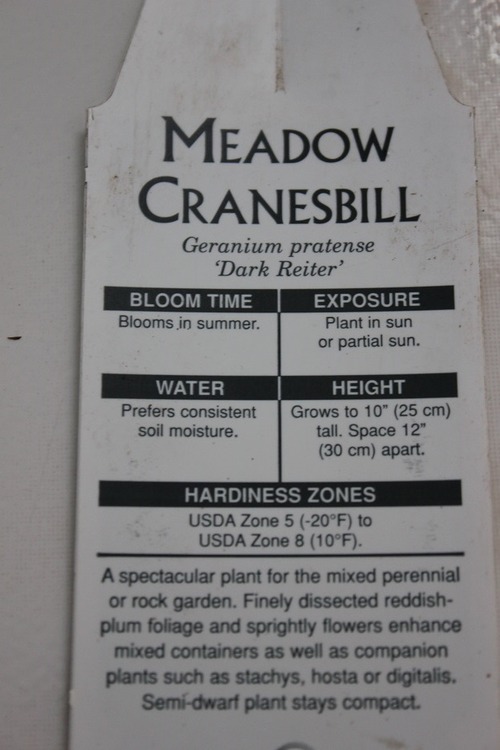 MEADOW
CRANESBILL
Geranium pratense
‘Dark Reiter’
BLOOM TIME
Blooms in summer.
EXPOSURE
Plant in sun
or partial sun.
WATER
Prefers consistent
soil moisture.
HEIGHT
Grows to 10” (25 cm)
tall. Space 12”
(30 cm) apart.
HARDINESS ZONES
USDA Zone 5 (-20°F) to
USDA Zone 8 (10°F).
A spectacular plant for the mixed perennial
or rock garden. Finely dissected reddish-
plum foliage and sprightly flowers enhance
mixed containers as well as companion
plants such as stachys, hosta or digitalis.
Semi-dwarf plant stays compact.